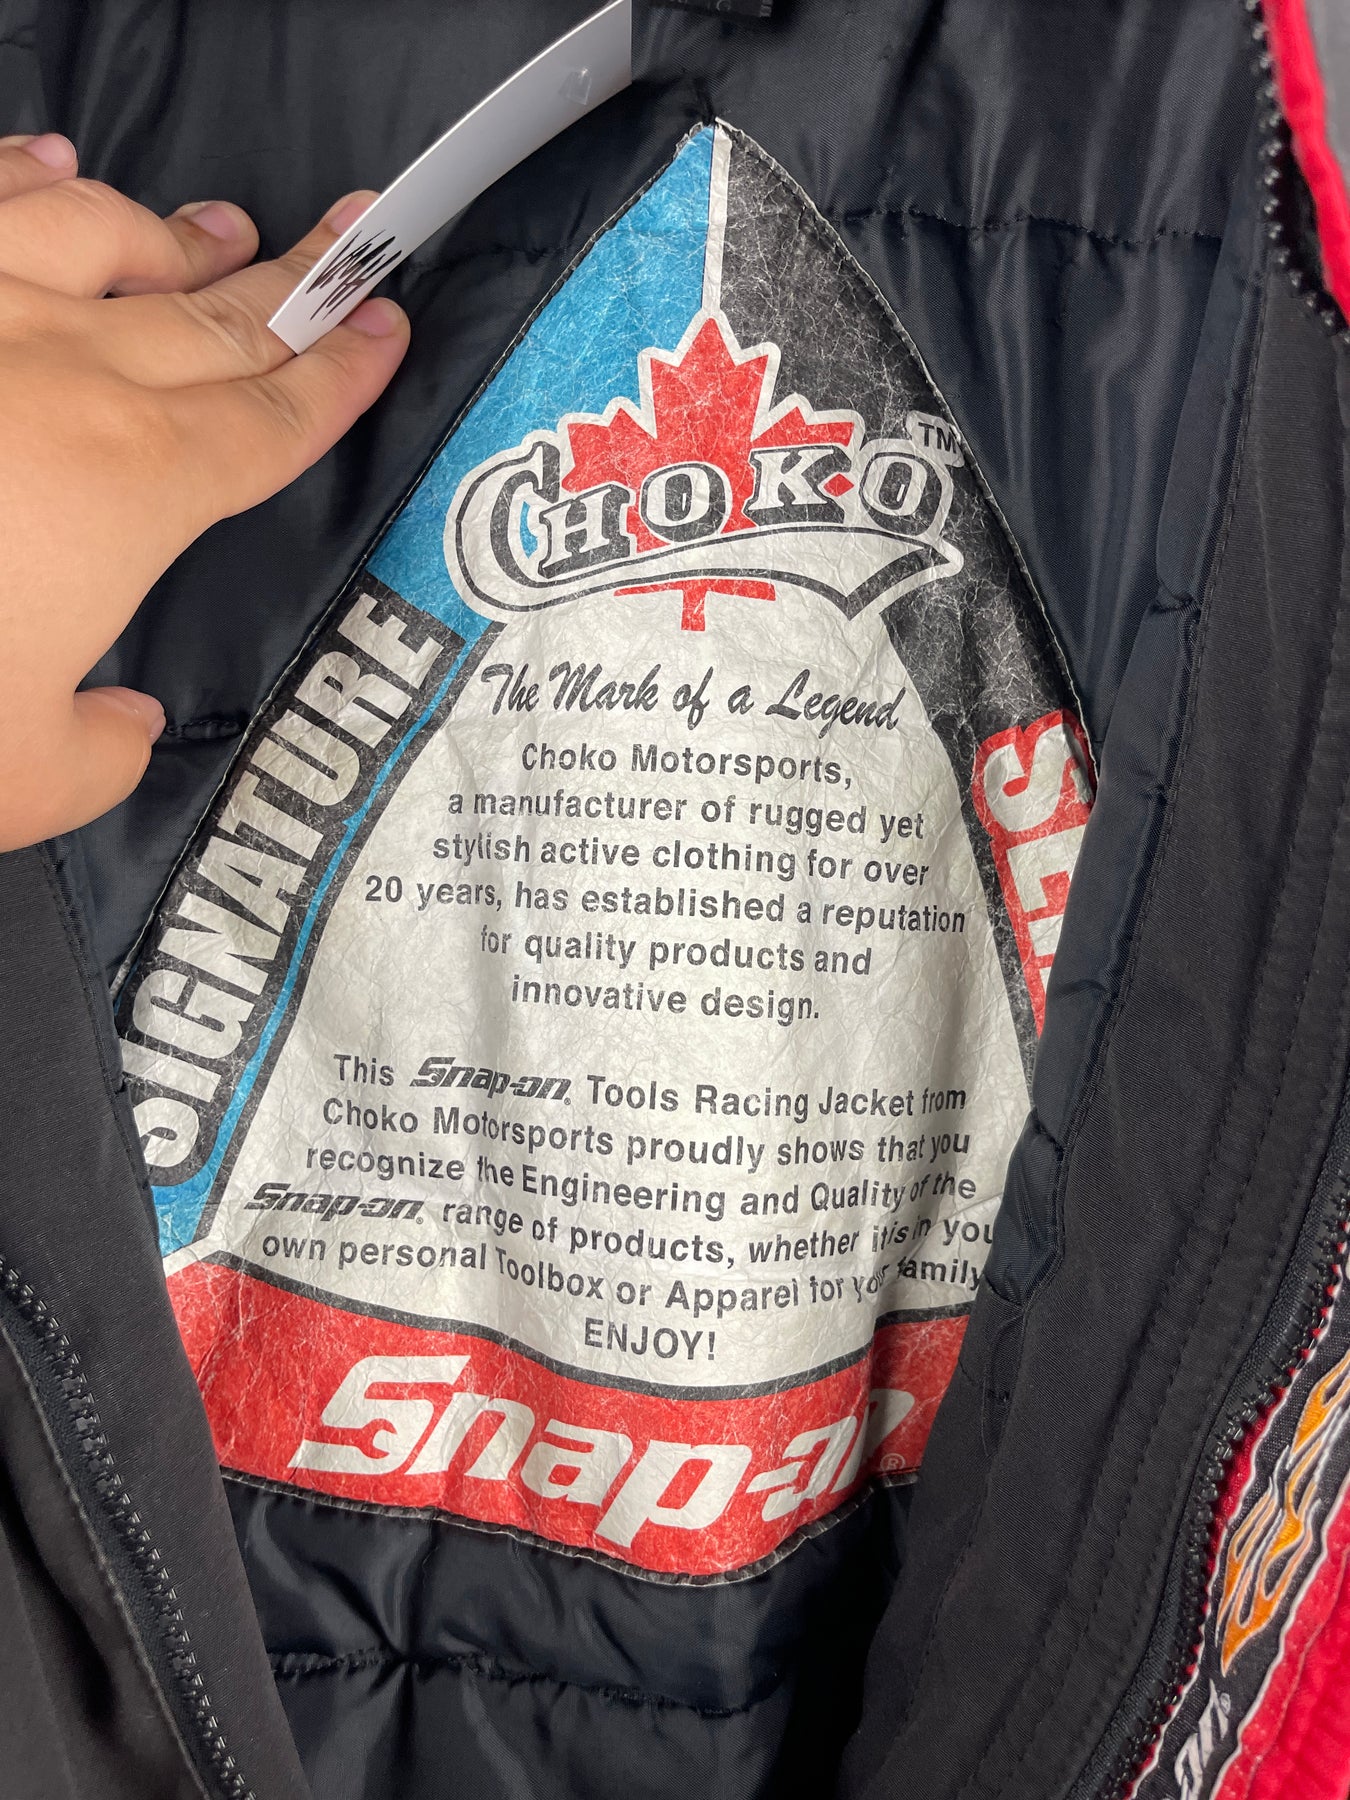 CHOKO™
The Mark of a Legend
Choko Motorsports,
a manufacturer of rugged yet
stylish active clothing for over
20 years, has established a reputation
for quality products and
innovative design.
This Snap-on® Tools Racing Jacket from
Choko Motorsports proudly shows that you
recognize the Engineering and Quality of the
Snap-on® range of products, whether it is in you
own personal Toolbox or Apparel for your family
ENJOY!
SIGNATURE
Snap-on®